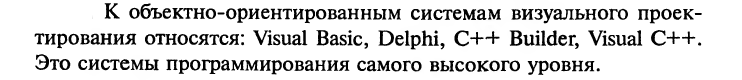 К объектно-ориентированным системам визуального проек-
тирования относятся: Visual Basic, Delphi, C++ Builder, Visual C++.
Это системы программирования самого высокого уровня.